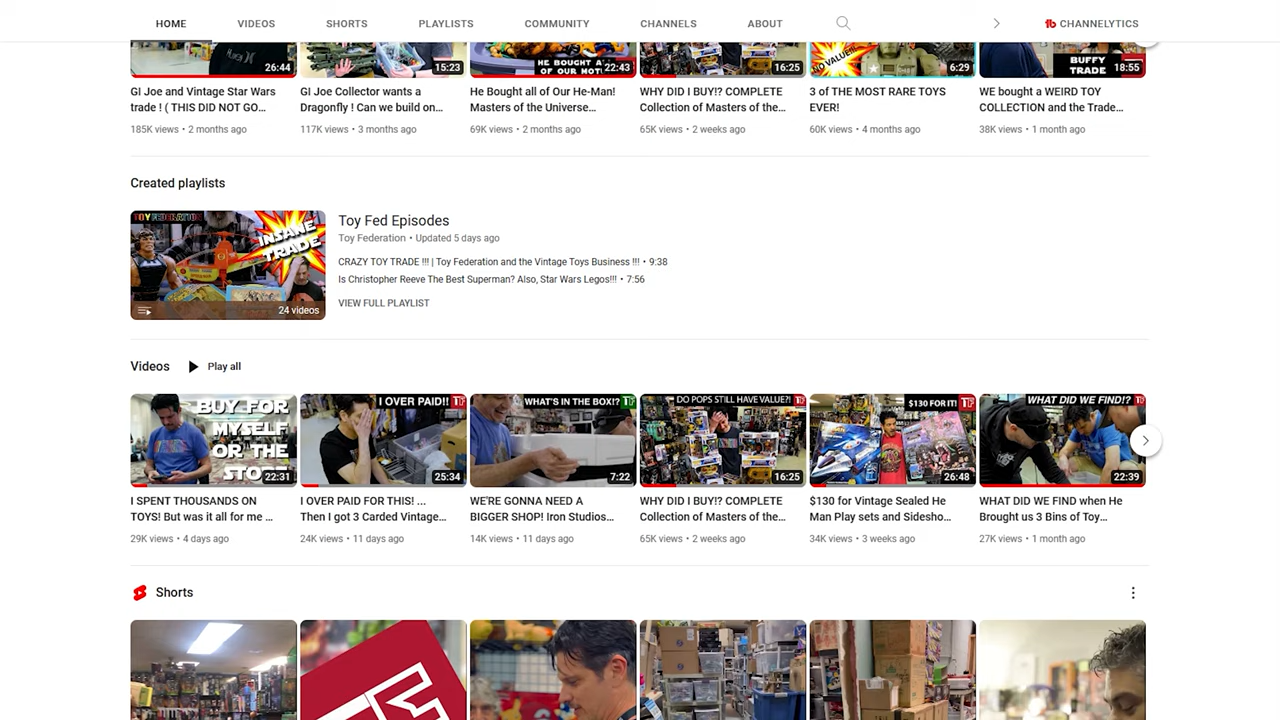 HOME VIDEOS SHORTS PLAYLISTS COMMUNITY CHANNELS ABOUT CHANNELYTICS
26:44
15:23
HE BOUGHT A
OF OUR MOT
22:43
16:25
NO VALUE!!!
6:29
BUFFY
TRADE
18:55
GI Joe and Vintage Star Wars
trade ! ( THIS DID NOT GO...
185K views • 2 months ago
GI Joe Collector wants a
Dragonfly ! Can we build on...
117K views • 3 months ago
He Bought all of Our He-Man!
Masters of the Universe...
69K views • 2 months ago
WHY DID I BUY!? COMPLETE
Collection of Masters of the...
65K views • 2 weeks ago
3 of THE MOST RARE TOYS
EVER!
60K views • 4 months ago
WE bought a WEIRD TOY
COLLECTION and the Trade...
38K views • 1 month ago
Created playlists
TOY FEDERATION
INSANE
TRADE
24 videos
Toy Fed Episodes
Toy Federation • Updated 5 days ago
CRAZY TOY TRADE !!! | Toy Federation and the Vintage Toys Business !!! • 9:38
Is Christopher Reeve The Best Superman? Also, Star Wars Legos!!! • 7:56
VIEW FULL PLAYLIST
Videos Play all
BUY FOR
MYSELF
OR THE
STO
22:31
I OVER PAID!!
25:34
WHAT'S IN THE BOX!?
7:22
DO POPS STILL HAVE VALUE?!
16:25
$130 FOR IT!
26:48
WHAT DID WE FIND!?
22:39
I SPENT THOUSANDS ON
TOYS! But was it all for me ...
29K views • 4 days ago
I OVER PAID FOR THIS! ...
Then I got 3 Carded Vintage...
24K views • 11 days ago
WE'RE GONNA NEED A
BIGGER SHOP! Iron Studios...
14K views • 11 days ago
WHY DID I BUY!? COMPLETE
Collection of Masters of the...
65K views • 2 weeks ago
$130 for Vintage Sealed He
Man Play sets and Sidesho...
34K views • 3 weeks ago
WHAT DID WE FIND when He
Brought us 3 Bins of Toy...
27K views • 1 month ago
Shorts